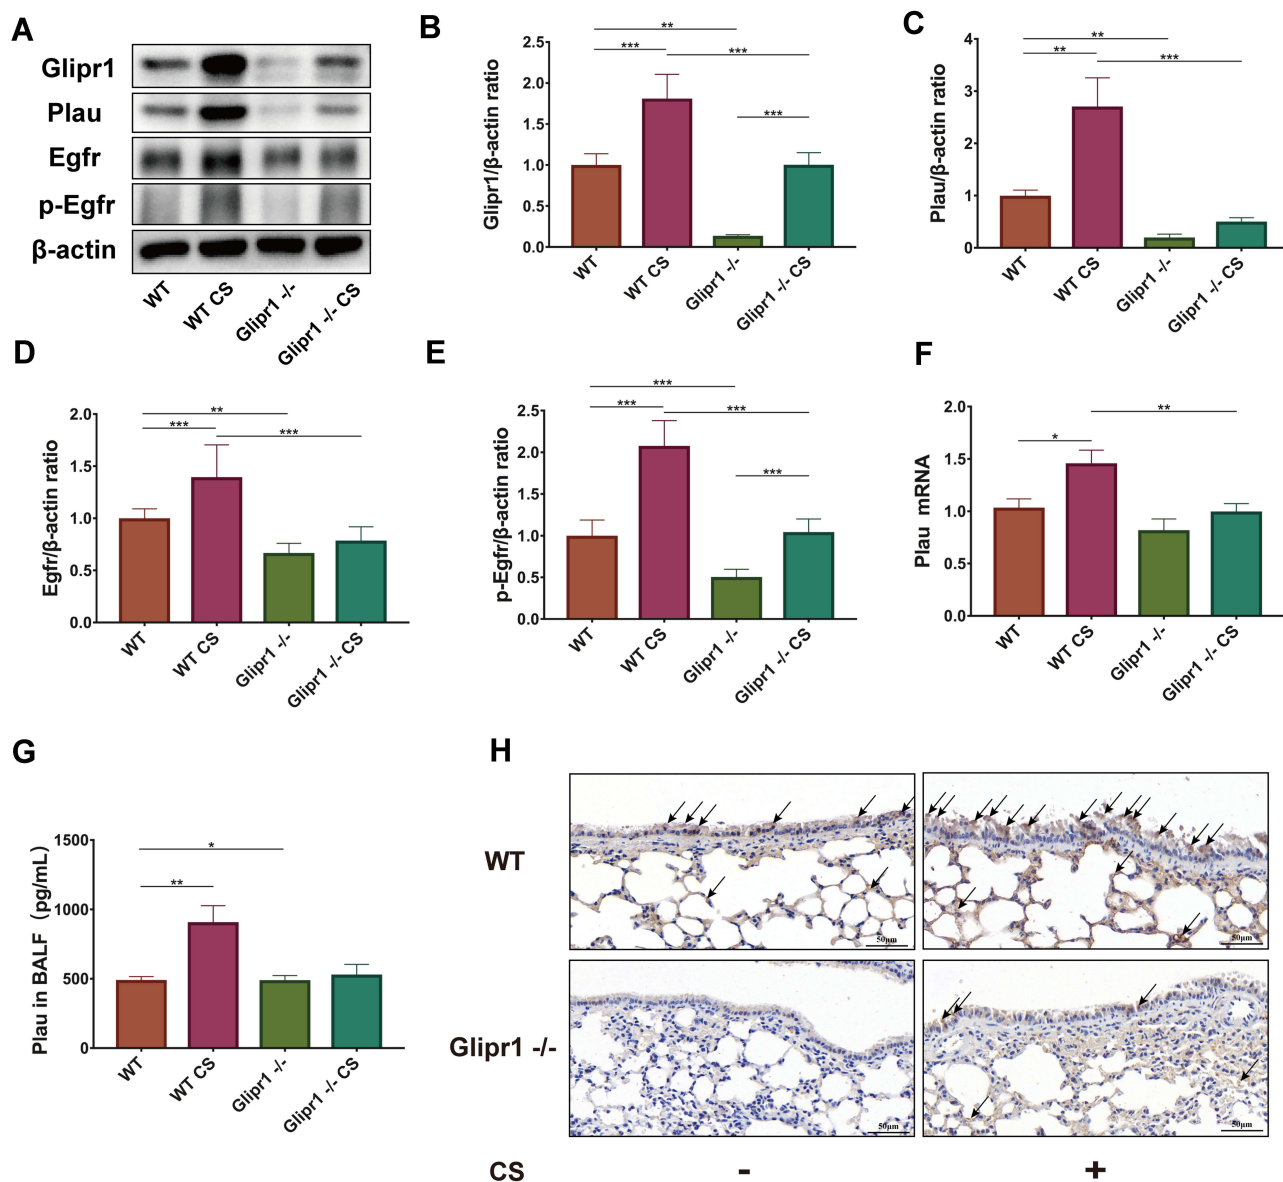 A
Glipr1
Plau
Egfr
p-Egfr
β-actin
WT
WT CS
Glipr1 -/-
Glipr1 -/- CS
B
Glipr1/β-actin ratio
2.5
2.0
1.5
1.0
0.5
0.0
**
***
***
***
WT
WT CS
Glipr1 -/-
Glipr1 -/- CS
C
Plau/β-actin ratio
4
3
2
1
0
**
**
***
WT
WT CS
Glipr1 -/-
Glipr1 -/- CS
D
Egfr/β-actin ratio
2.0
1.5
1.0
0.5
0.0
**
***
***
WT
WT CS
Glipr1 -/-
Glipr1 -/- CS
E
p-Egfr/β-actin ratio
2.5
2.0
1.5
1.0
0.5
0.0
***
***
***
***
WT
WT CS
Glipr1 -/-
Glipr1 -/- CS
F
Plau mRNA
2.0
1.5
1.0
0.5
0.0
**
*
WT
WT CS
Glipr1 -/-
Glipr1 -/- CS
G
Plau in BALF (pg/mL)
1500
1000
500
0
*
**
WT
WT CS
Glipr1 -/-
Glipr1 -/- CS
H
WT
50μm
50μm
Glipr1 -/-
50μm
50μm
CS - +